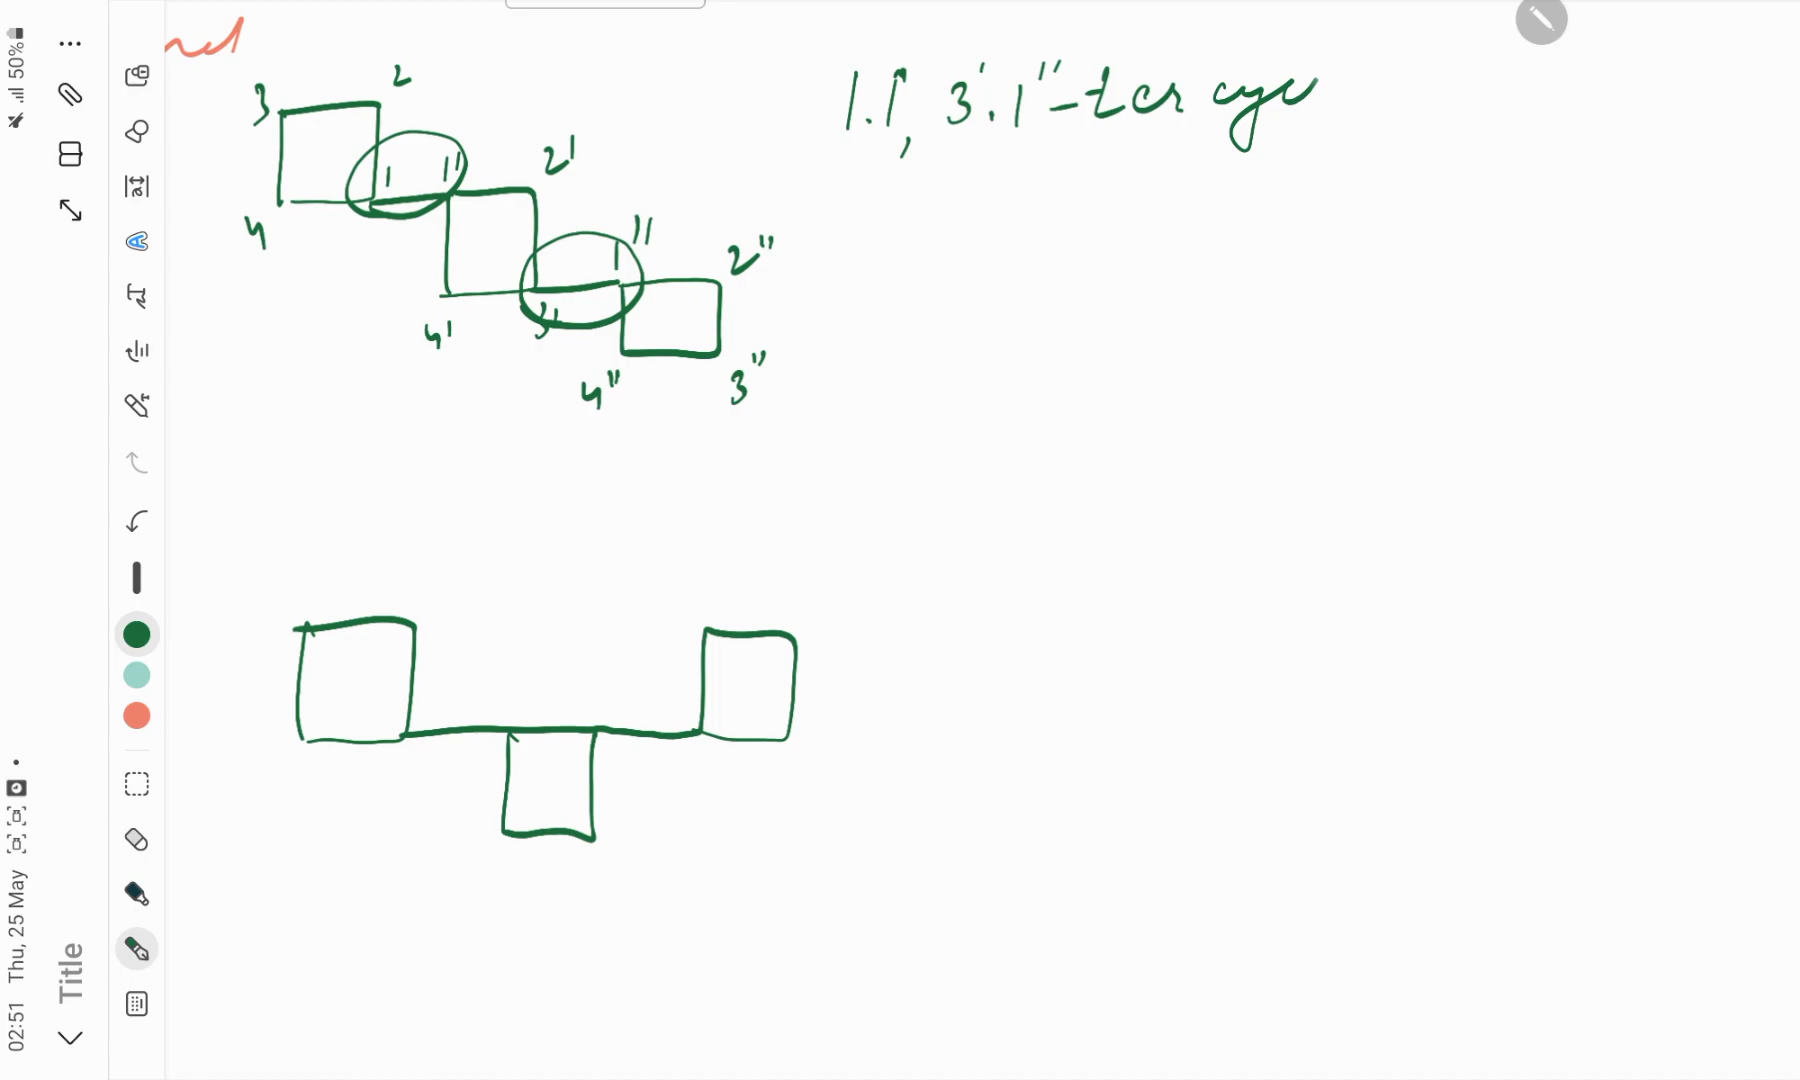 3 2
1 1' 2'
4
1'' 2''
4' 3'
4'' 3''
1.1', 3'.1''-ter cyc
02:51 Thu, 25 May
50%
Title